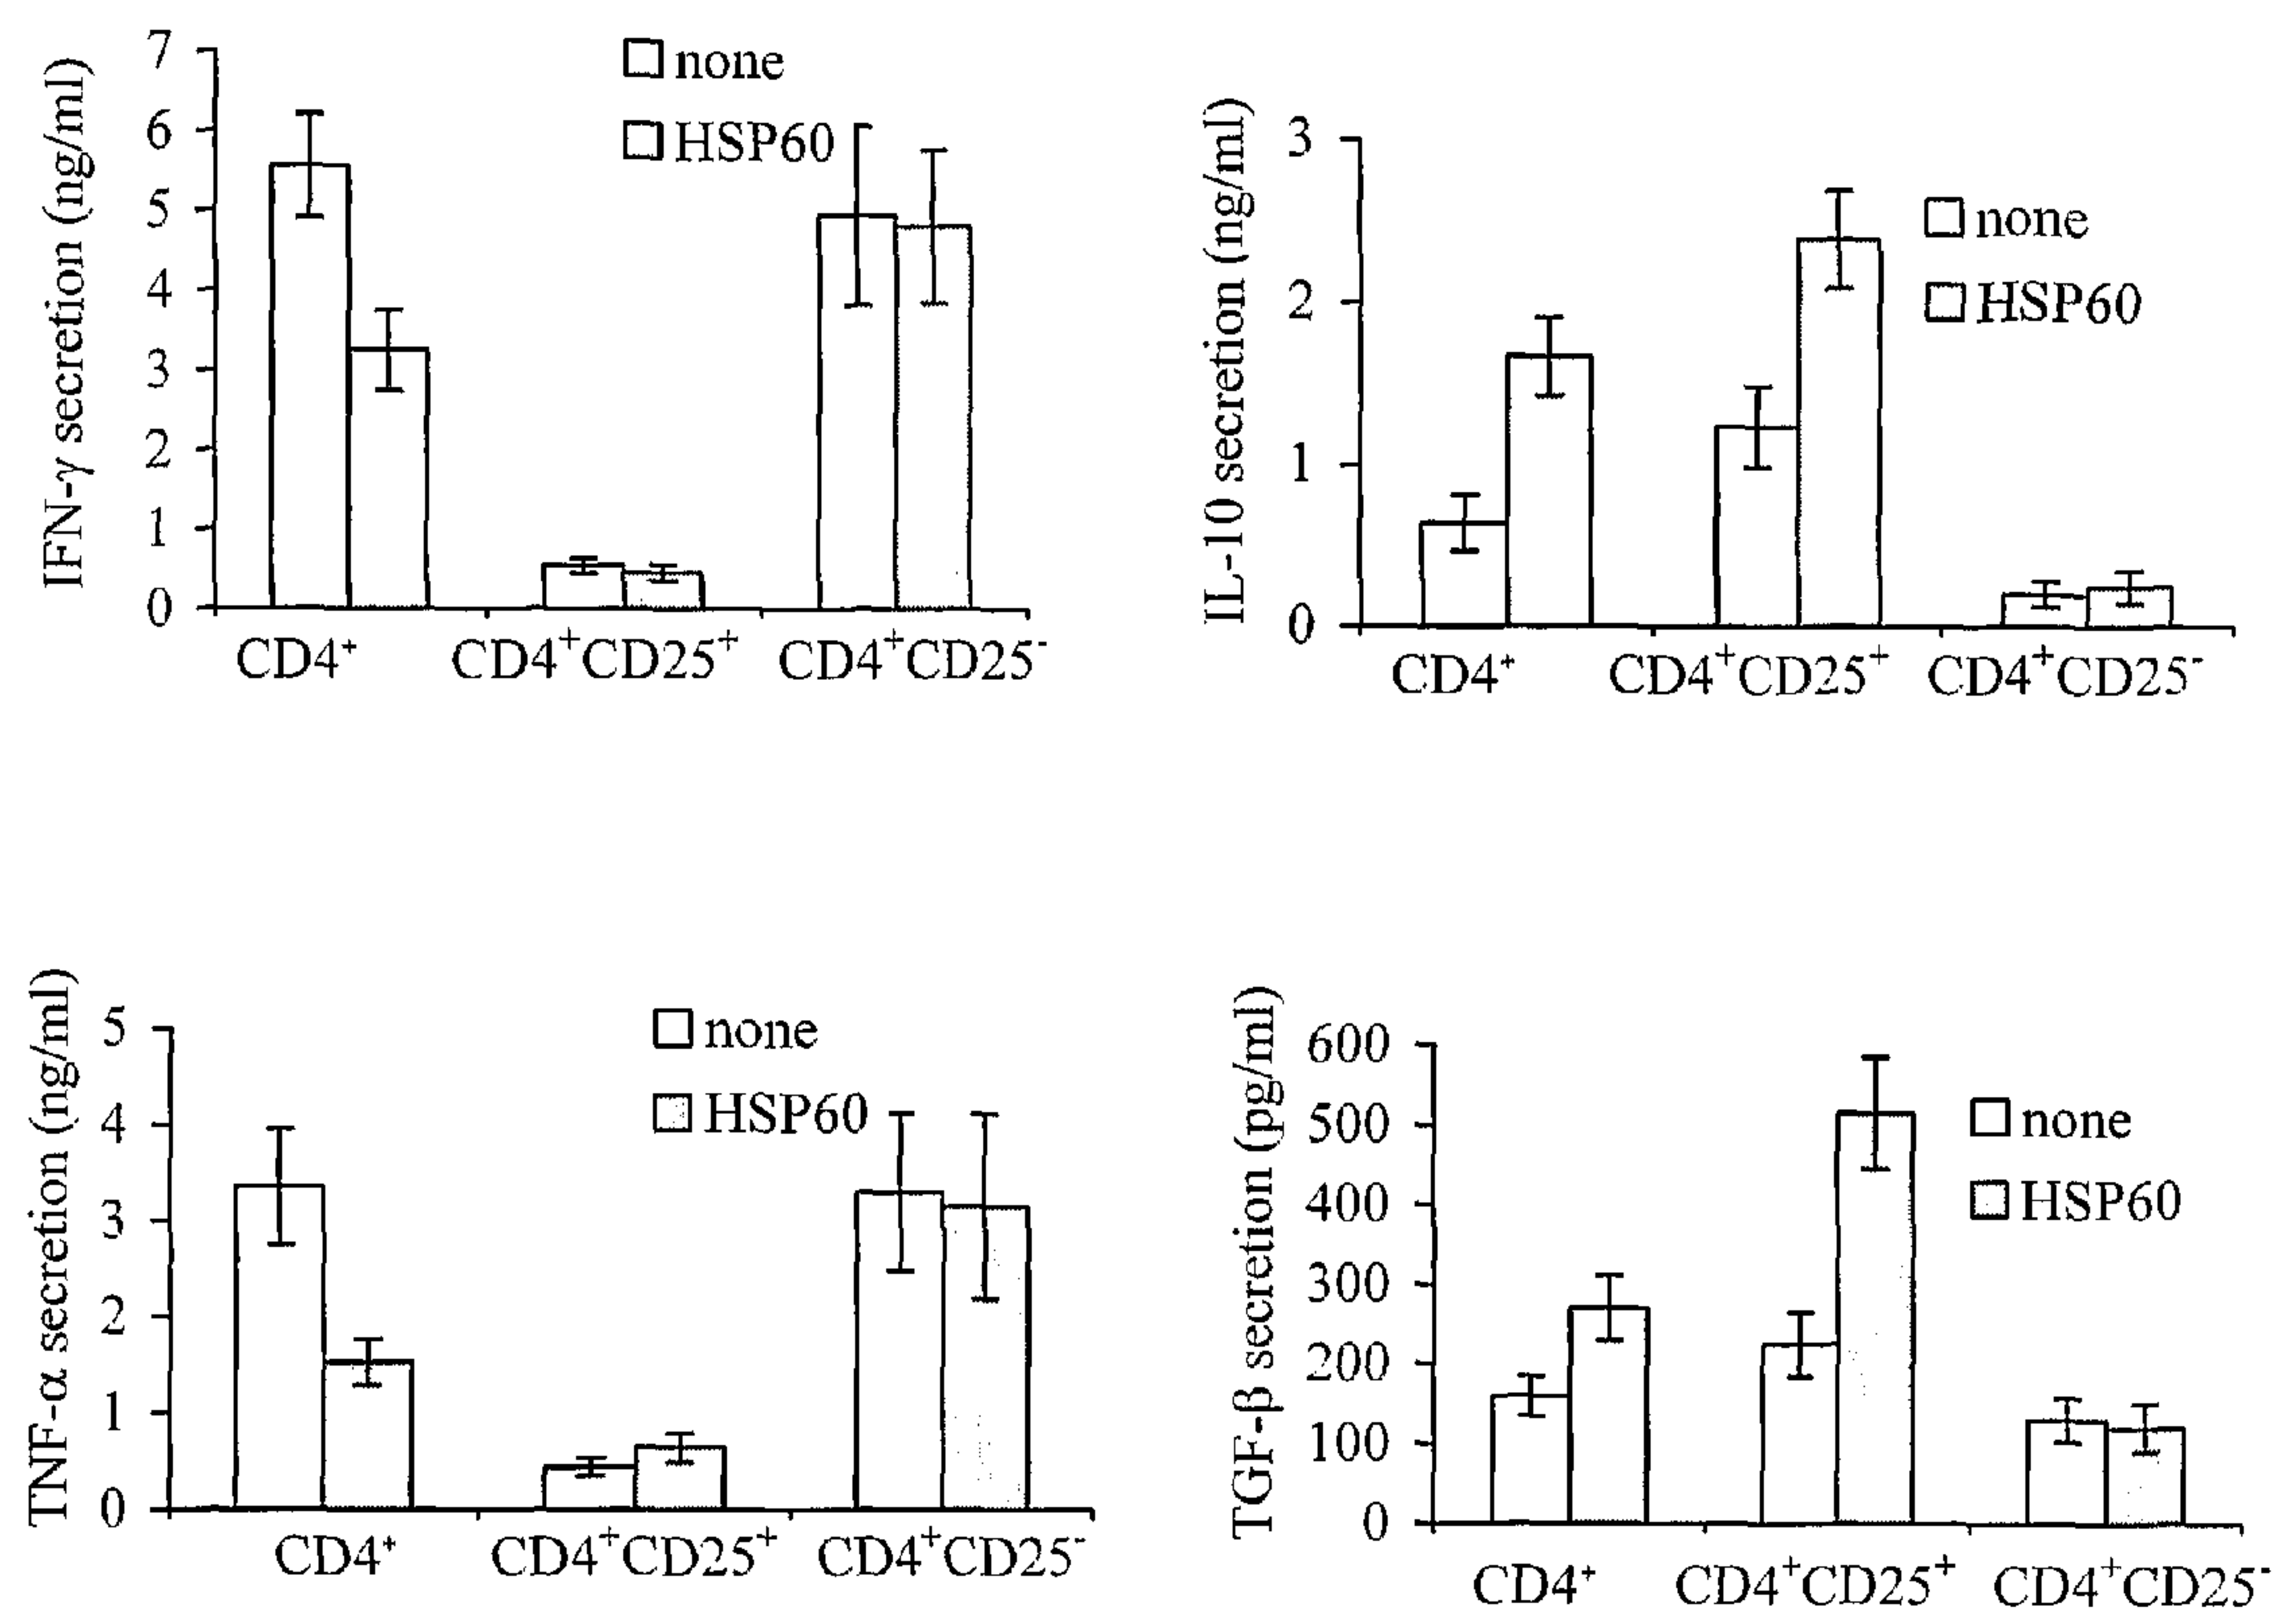 IFN-γ secretion (ng/ml)
7
6
5
4
3
2
1
0
none
HSP60
CD4⁺
CD4⁺CD25⁺
CD4⁺CD25⁻
IL-10 secretion (ng/ml)
3
2
1
0
none
HSP60
CD4⁺
CD4⁺CD25⁺
CD4⁺CD25⁻
TNF-α secretion (ng/ml)
5
4
3
2
1
0
none
HSP60
CD4⁺
CD4⁺CD25⁺
CD4⁺CD25⁻
TGF-β secretion (pg/ml)
600
500
400
300
200
100
0
none
HSP60
CD4⁺
CD4⁺CD25⁺
CD4⁺CD25⁻